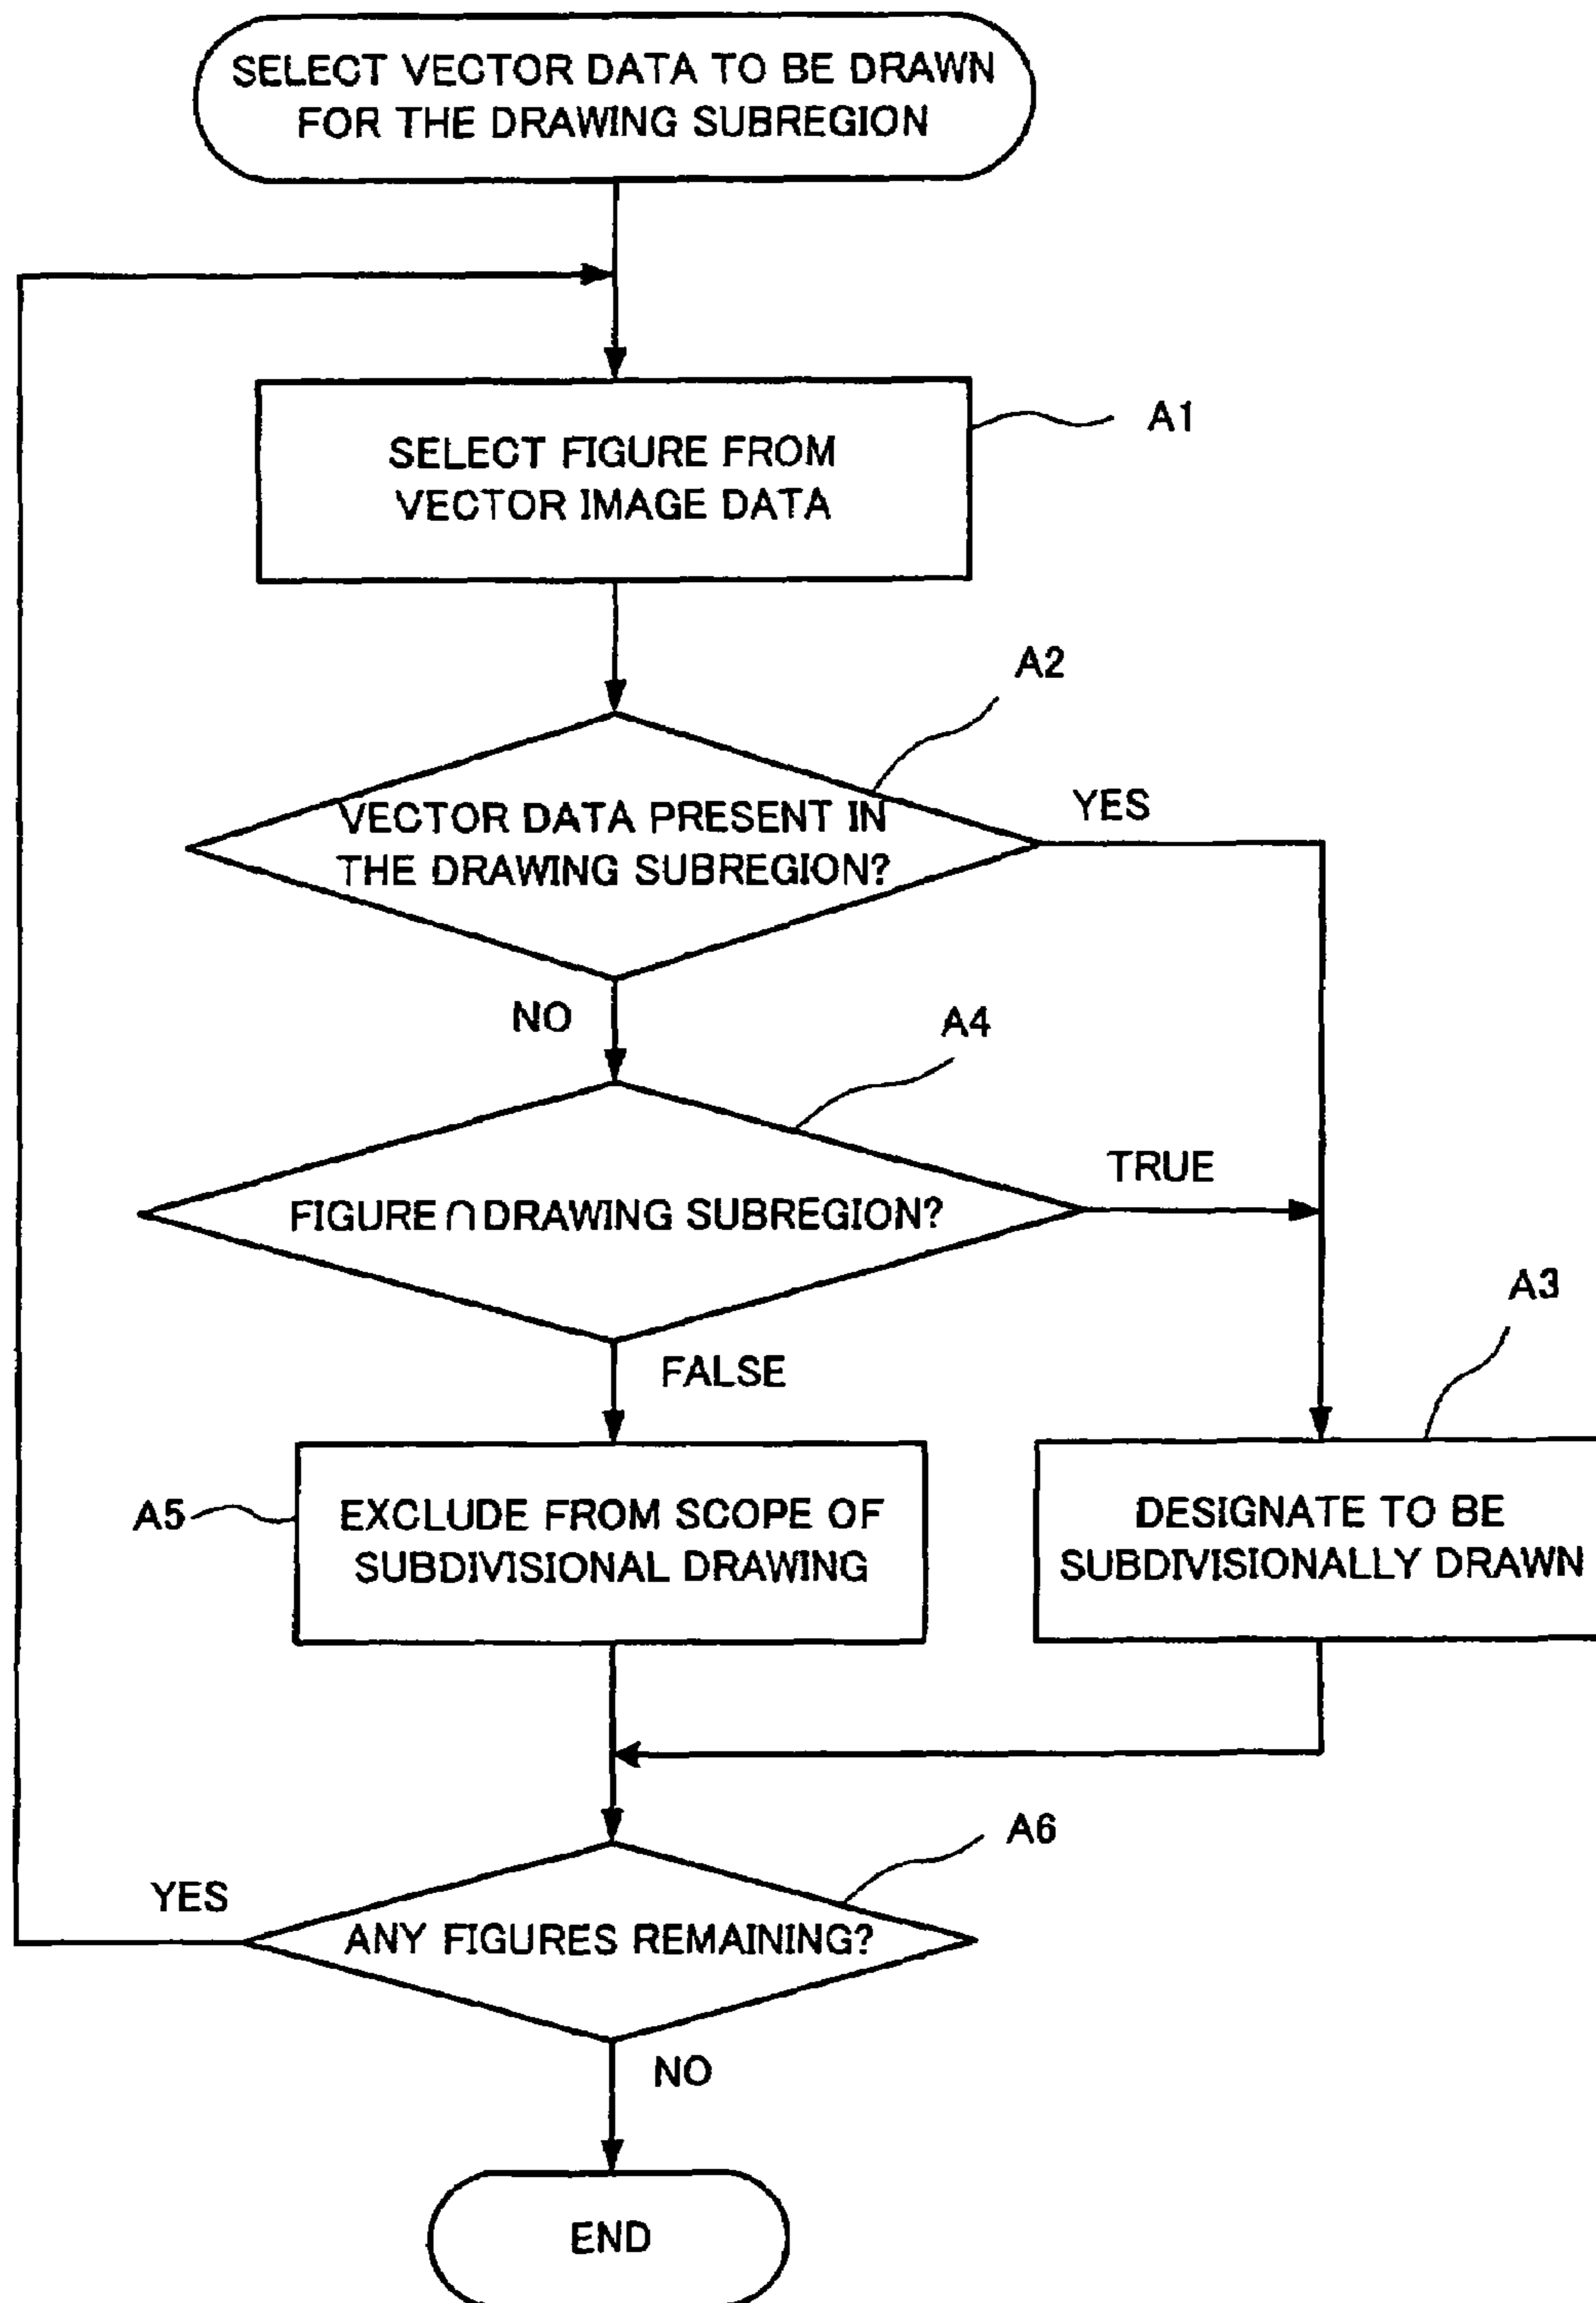 SELECT VECTOR DATA TO BE DRAWN
FOR THE DRAWING SUBREGION
A1
SELECT FIGURE FROM
VECTOR IMAGE DATA
A2
YES
VECTOR DATA PRESENT IN
THE DRAWING SUBREGION?
NO
A4
TRUE
FIGURE∩DRAWING SUBREGION?
A3
FALSE
A5
EXCLUDE FROM SCOPE OF
SUBDIVISIONAL DRAWING
DESIGNATE TO BE
SUBDIVISIONALLY DRAWN
A6
YES
ANY FIGURES REMAINING?
NO
END